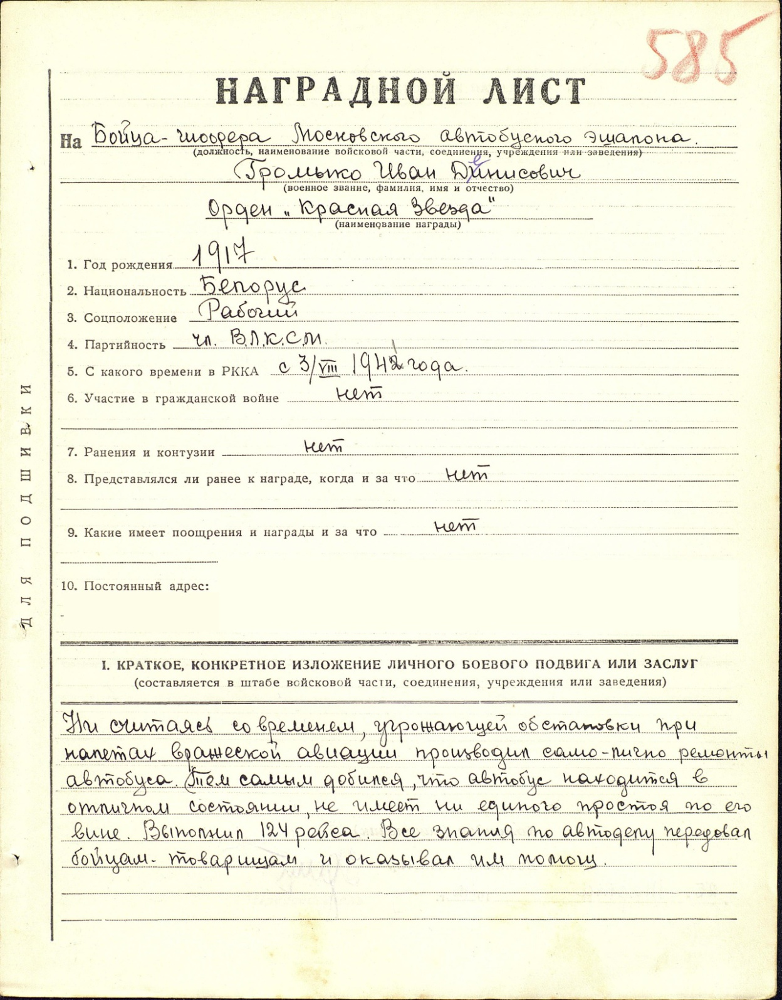 585
НАГРАДНОЙ ЛИСТ
На Бойца-шофера Московского автобусного эшалона.
(должность, наименование войсковой части, соединения, учреждения или заведения)
Громыко Иван Денисович
(военное звание, фамилия, имя и отчество)
Орден „Красная Звезда"
(наименование награды)
1. Год рождения 1917
2. Национальность Белорус
3. Соцположение Рабочий
4. Партийность чл. В.Л.К.С.М.
5. С какого времени в РККА с 3/VIII 1941 года.
6. Участие в гражданской войне нет
7. Ранения и контузии нет
8. Представлялся ли ранее к награде, когда и за что нет
9. Какие имеет поощрения и награды и за что нет
10. Постоянный адрес:
ДЛЯ ПОДШИВКИ
I. КРАТКОЕ, КОНКРЕТНОЕ ИЗЛОЖЕНИЕ ЛИЧНОГО БОЕВОГО ПОДВИГА ИЛИ ЗАСЛУГ
(составляется в штабе войсковой части, соединения, учреждения или заведения)
Ни считаясь со временем, угрожающей обстановки при
налетах вражеской авиации производил само-лично ремонты
автобуса. Тем самым добился, что автобус находится в
отличном состоянии, не имеет ни единого простоя по его
вине. Выполнил 124 рейса. Все знания по автоделу передовал
бойцам-товарищам и оказывал им помощ.